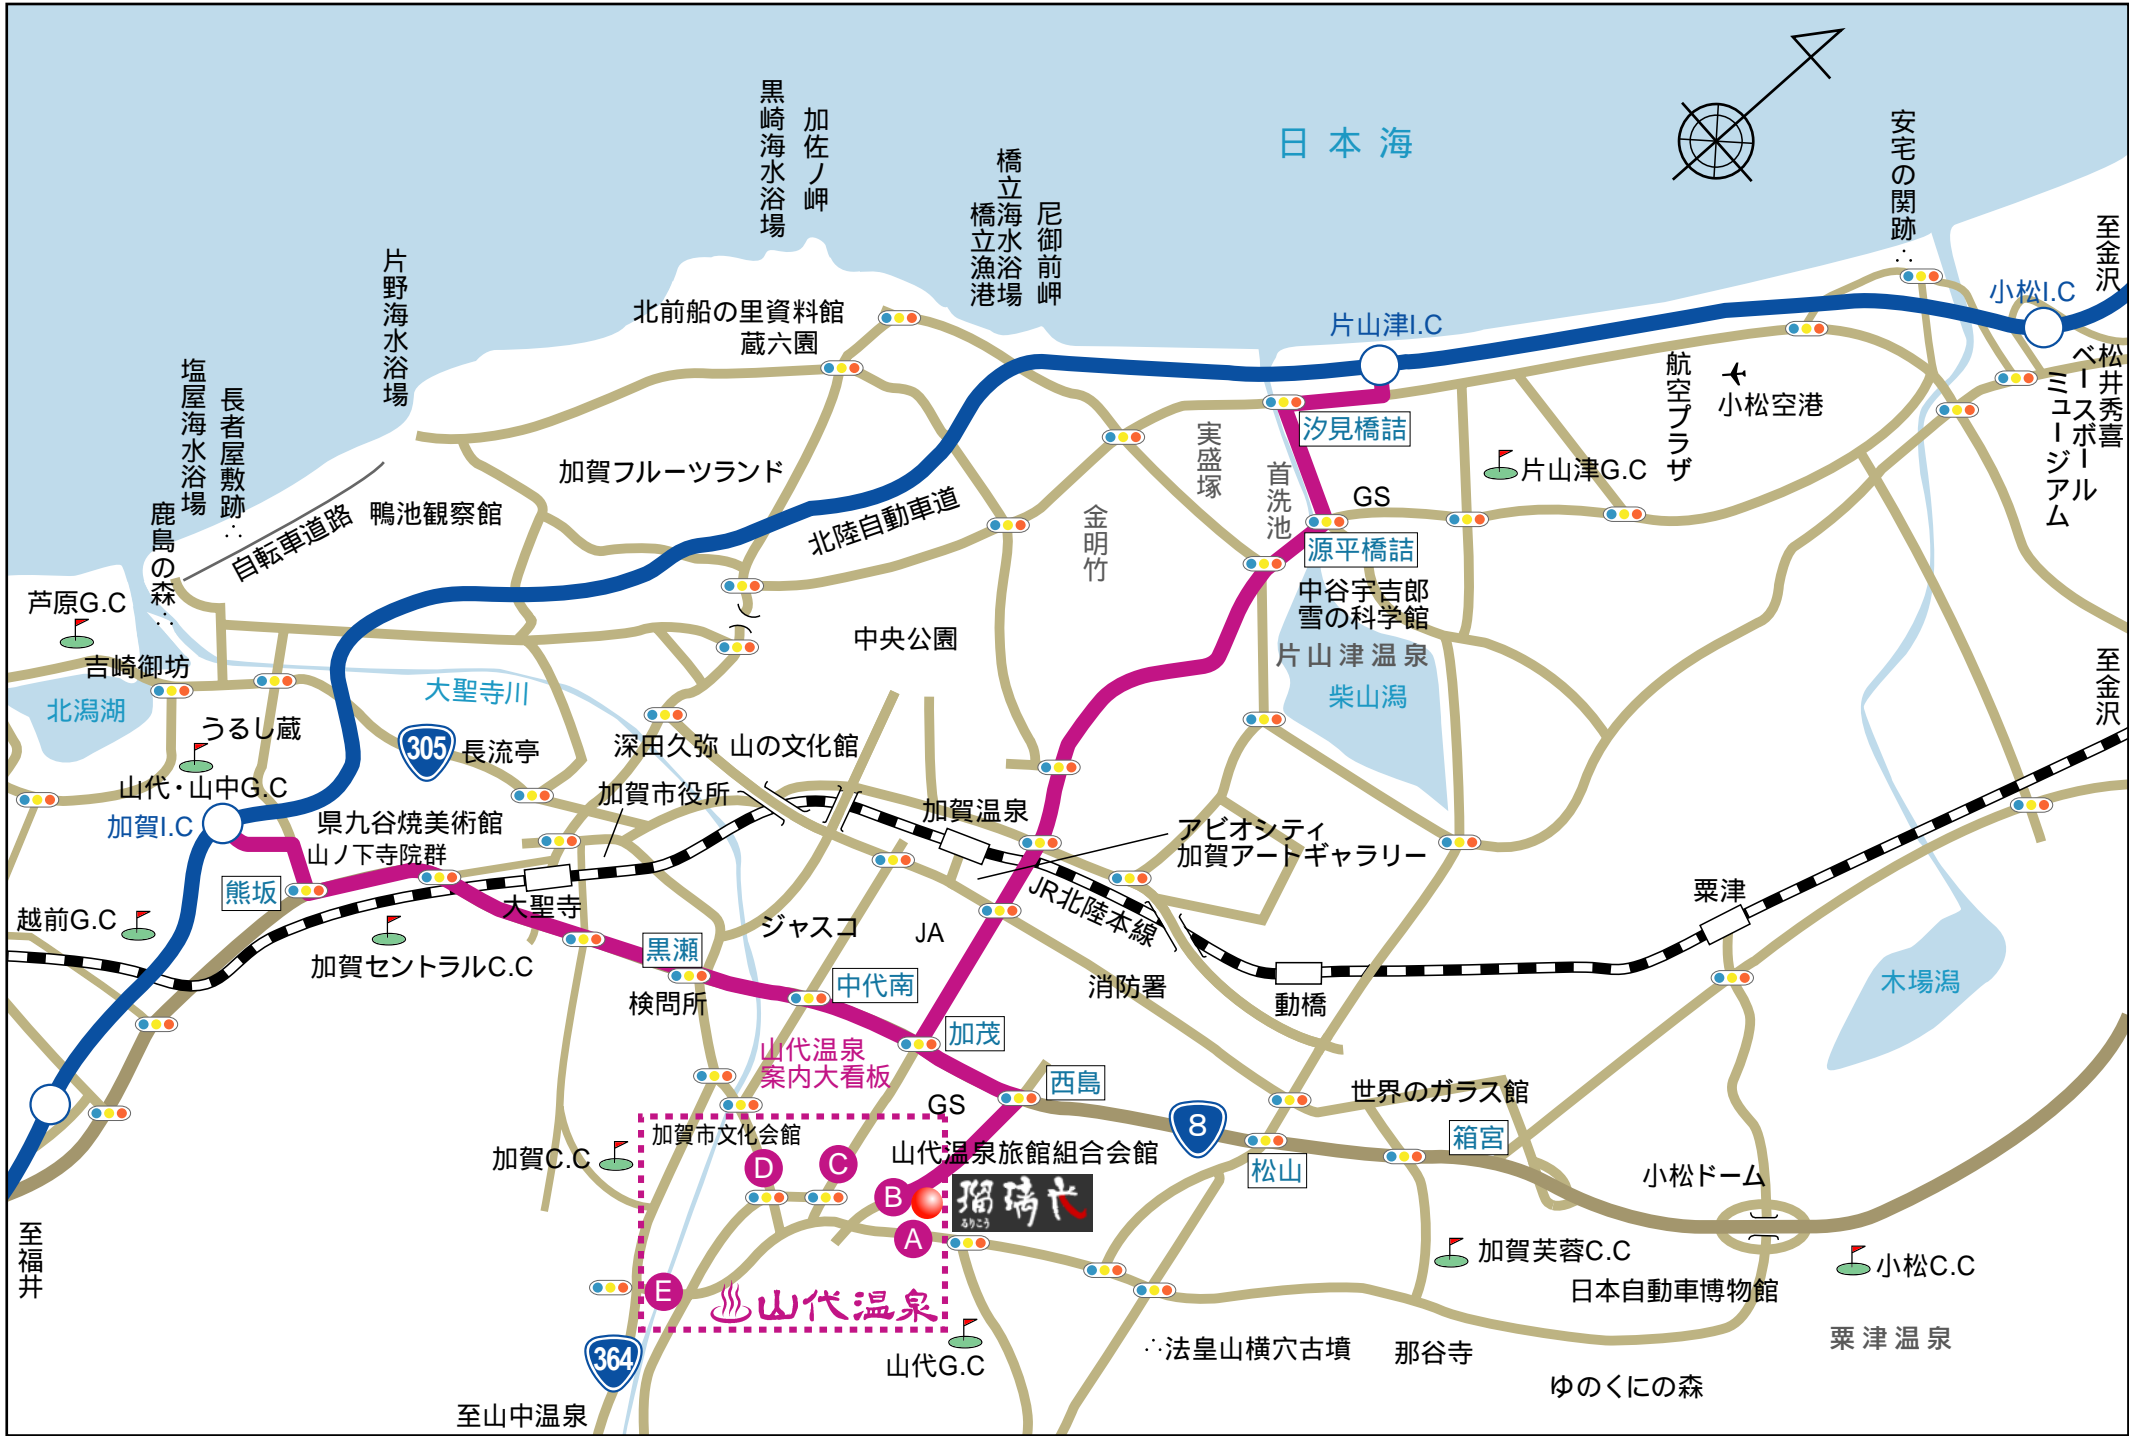 日本海
黒崎海水浴場
加佐ノ岬
橋立海水浴場
橋立漁港
尼御前岬
安宅の関跡∴
至金沢
小松I.C
片野海水浴場
北前船の里資料館
蔵六園
片山津I.C
松井秀喜
ベースボール
ミュージアム
航空プラザ
小松空港
塩屋海水浴場
長者屋敷跡∴
鹿島の森∴
自転車道路
鴨池観察館
加賀フルーツランド
北陸自動車道
実盛塚
首洗池
金明竹
汐見橋詰
GS
片山津G.C
源平橋詰
中谷宇吉郎
雪の科学館
片山津温泉
柴山潟
芦原G.C
吉崎御坊
北潟湖
大聖寺川
中央公園
うるし蔵
305
長流亭
深田久弥 山の文化館
至金沢
山代・山中G.C
加賀I.C
県九谷焼美術館
山ノ下寺院群
加賀市役所
加賀温泉
アビオシティ
加賀アートギャラリー
熊坂
大聖寺
越前G.C
加賀セントラルC.C
黒瀬
検問所
ジャスコ
JA
中代南
JR北陸本線
消防署
動橋
粟津
木場潟
加茂
山代温泉
案内大看板
西島
GS
8
世界のガラス館
箱宮
松山
加賀市文化会館
加賀C.C
D
C
B
A
E
山代温泉旅館組合会館
瑠璃光
るりこう
小松ドーム
加賀芙蓉C.C
日本自動車博物館
小松C.C
至福井
山代温泉
364
山代G.C
∴法皇山横穴古墳
那谷寺
粟津温泉
ゆのくにの森
至山中温泉